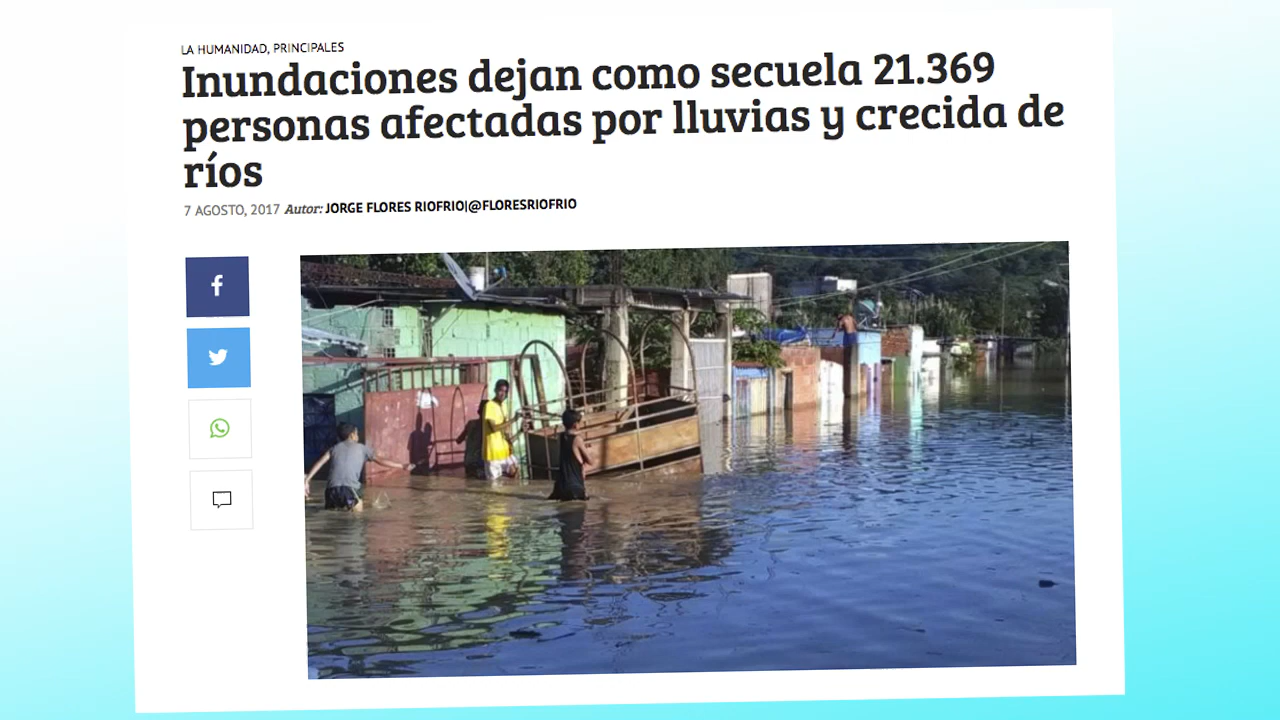 LA HUMANIDAD, PRINCIPALES
Inundaciones dejan como secuela 21.369
personas afectadas por lluvias y crecida de
ríos
7 AGOSTO, 2017 Autor: JORGE FLORES RIOFRIO|@FLORESRIOFRIO